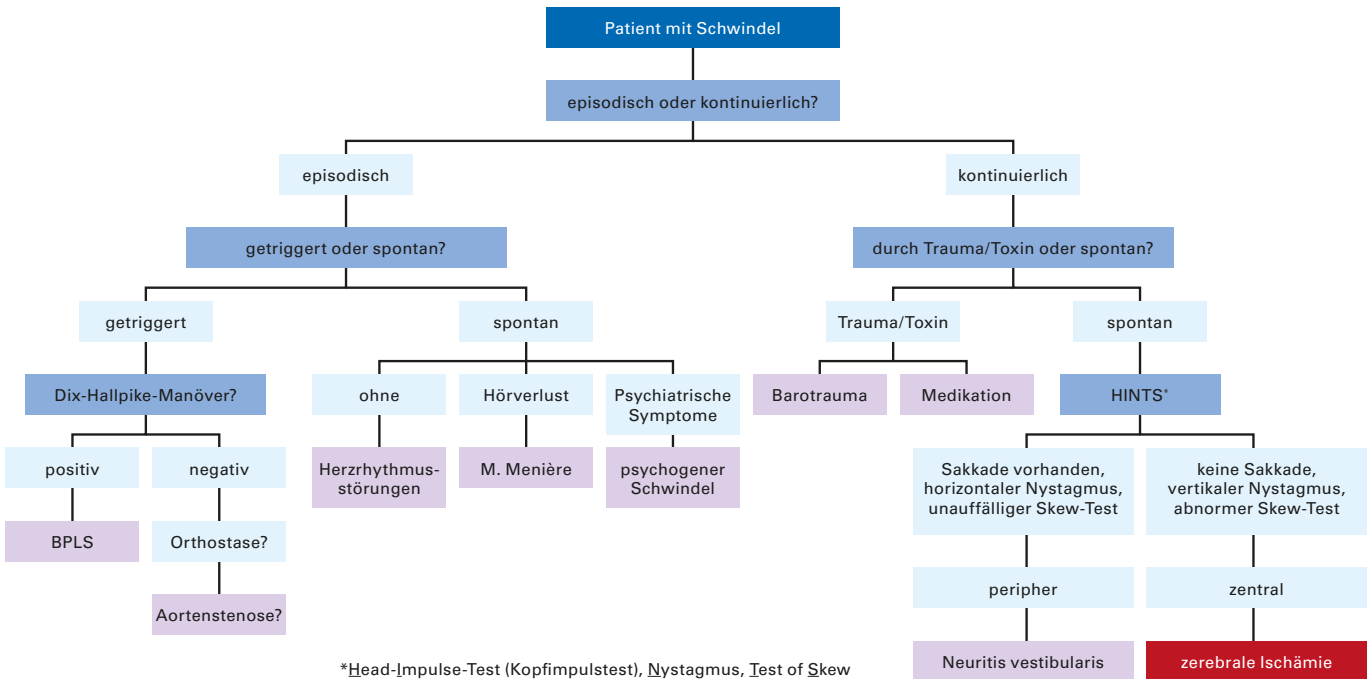 Patient mit Schwindel
episodisch oder kontinuierlich?
episodisch
kontinuierlich
getriggert oder spontan?
durch Trauma/Toxin oder spontan?
getriggert
spontan
Trauma/Toxin
spontan
Dix-Hallpike-Manöver?
ohne
Hörverlust
Psychiatrische
Symptome
Barotrauma
Medikation
HINTS*
positiv
negativ
Herzrhythmus-
störungen
M. Menière
psychogener
Schwindel
Sakkade vorhanden,
horizontaler Nystagmus,
unauffälliger Skew-Test
keine Sakkade,
vertikaler Nystagmus,
abnormer Skew-Test
BPLS
Orthostase?
peripher
zentral
Aortenstenose?
Neuritis vestibularis
zerebrale Ischämie
*Head-Impulse-Test (Kopfimpulstest), Nystagmus, Test of Skew